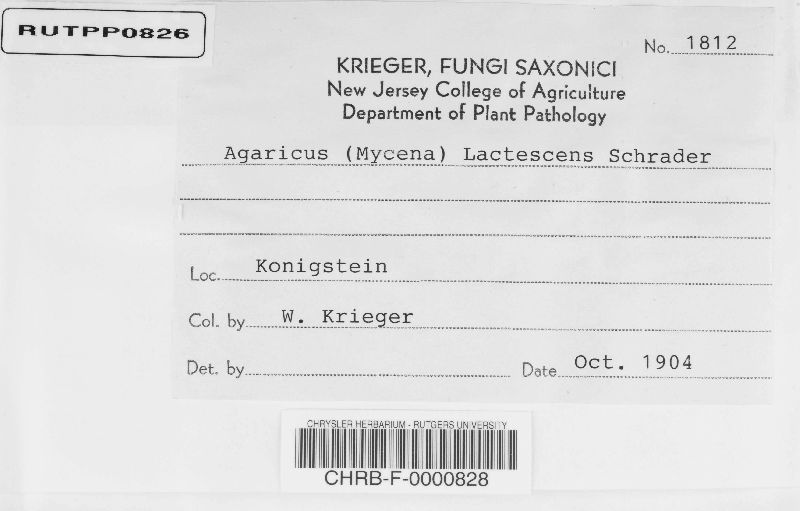 RUTPP0826
No. 1812
KRIEGER, FUNGI SAXONICI
New Jersey College of Agriculture
Department of Plant Pathology
Agaricus (Mycena) Lactescens Schrader
Loc. Konigstein
Col. by W. Krieger
Det. by Date Oct. 1904
CHRYSLER HERBARIUM - RUTGERS UNIVERSITY
CHRB-F-0000828